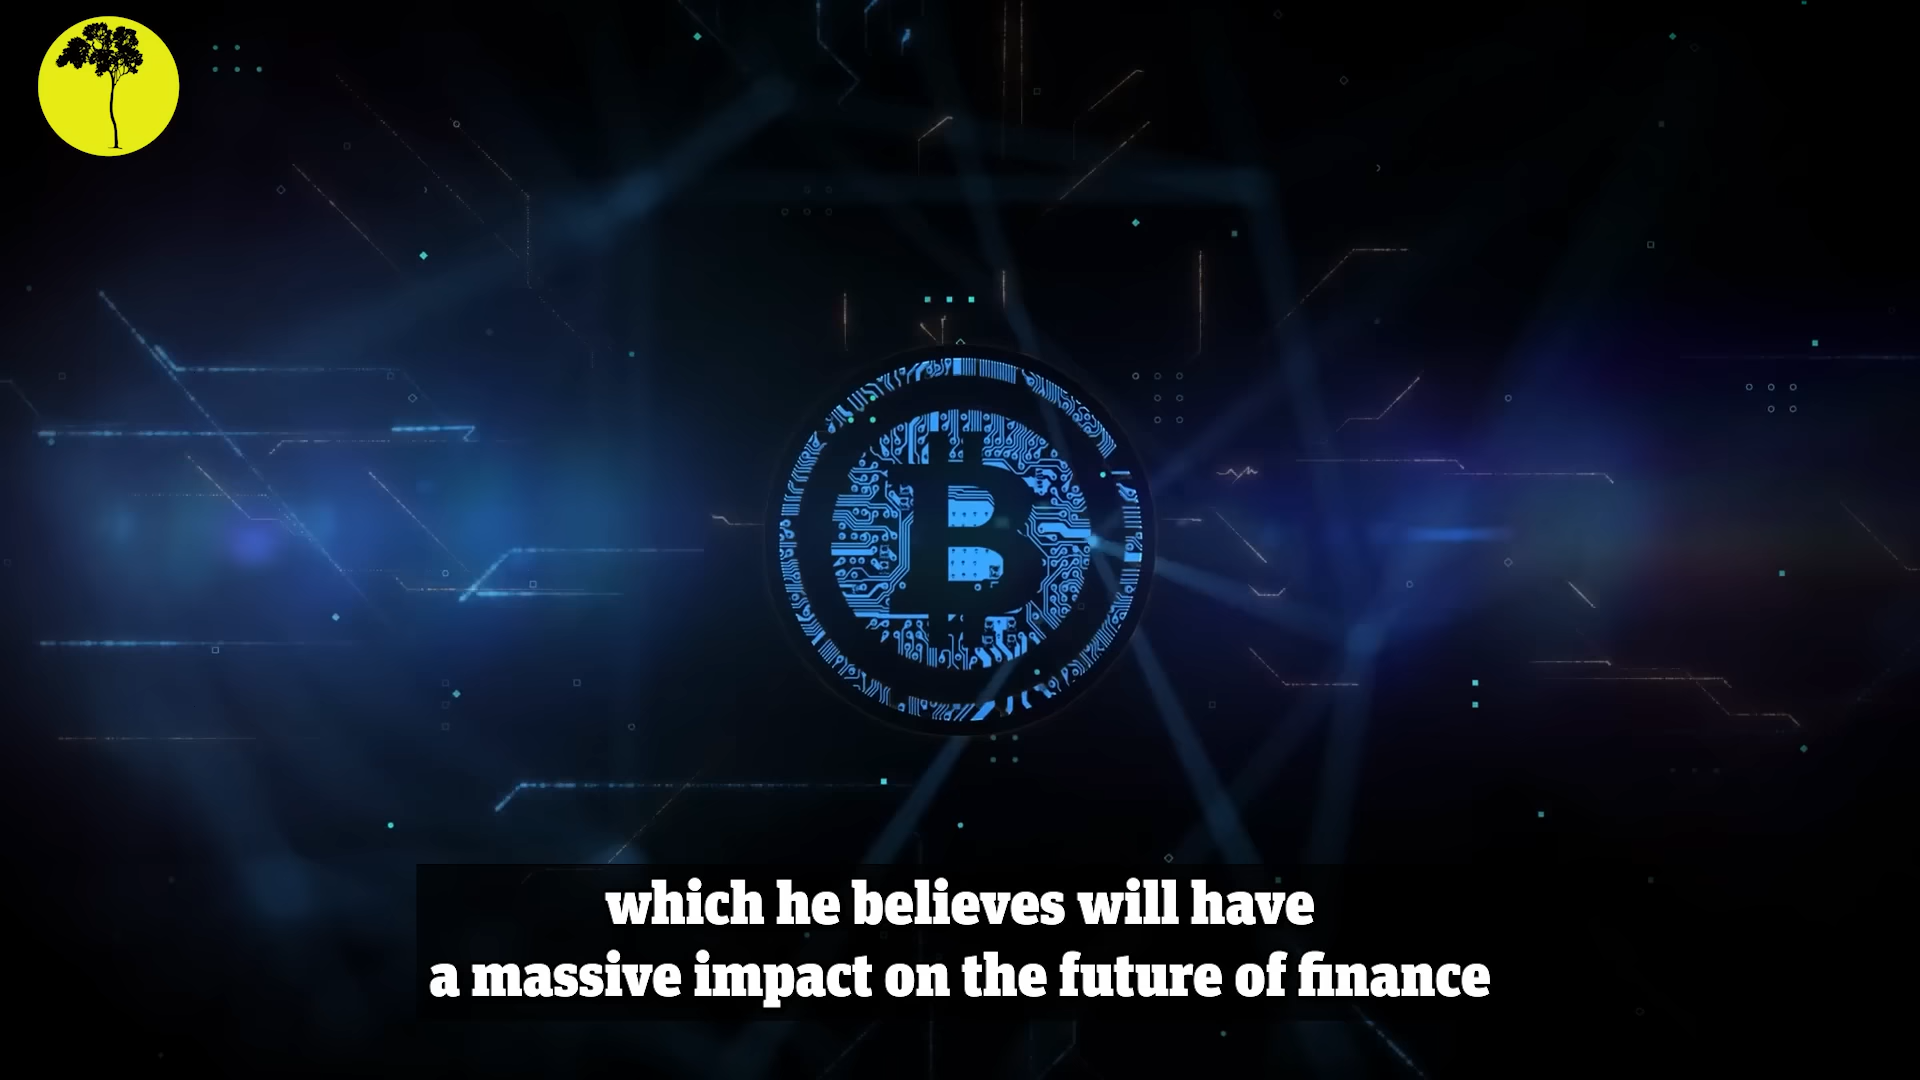 which he believes will have
a massive impact on the future of finance